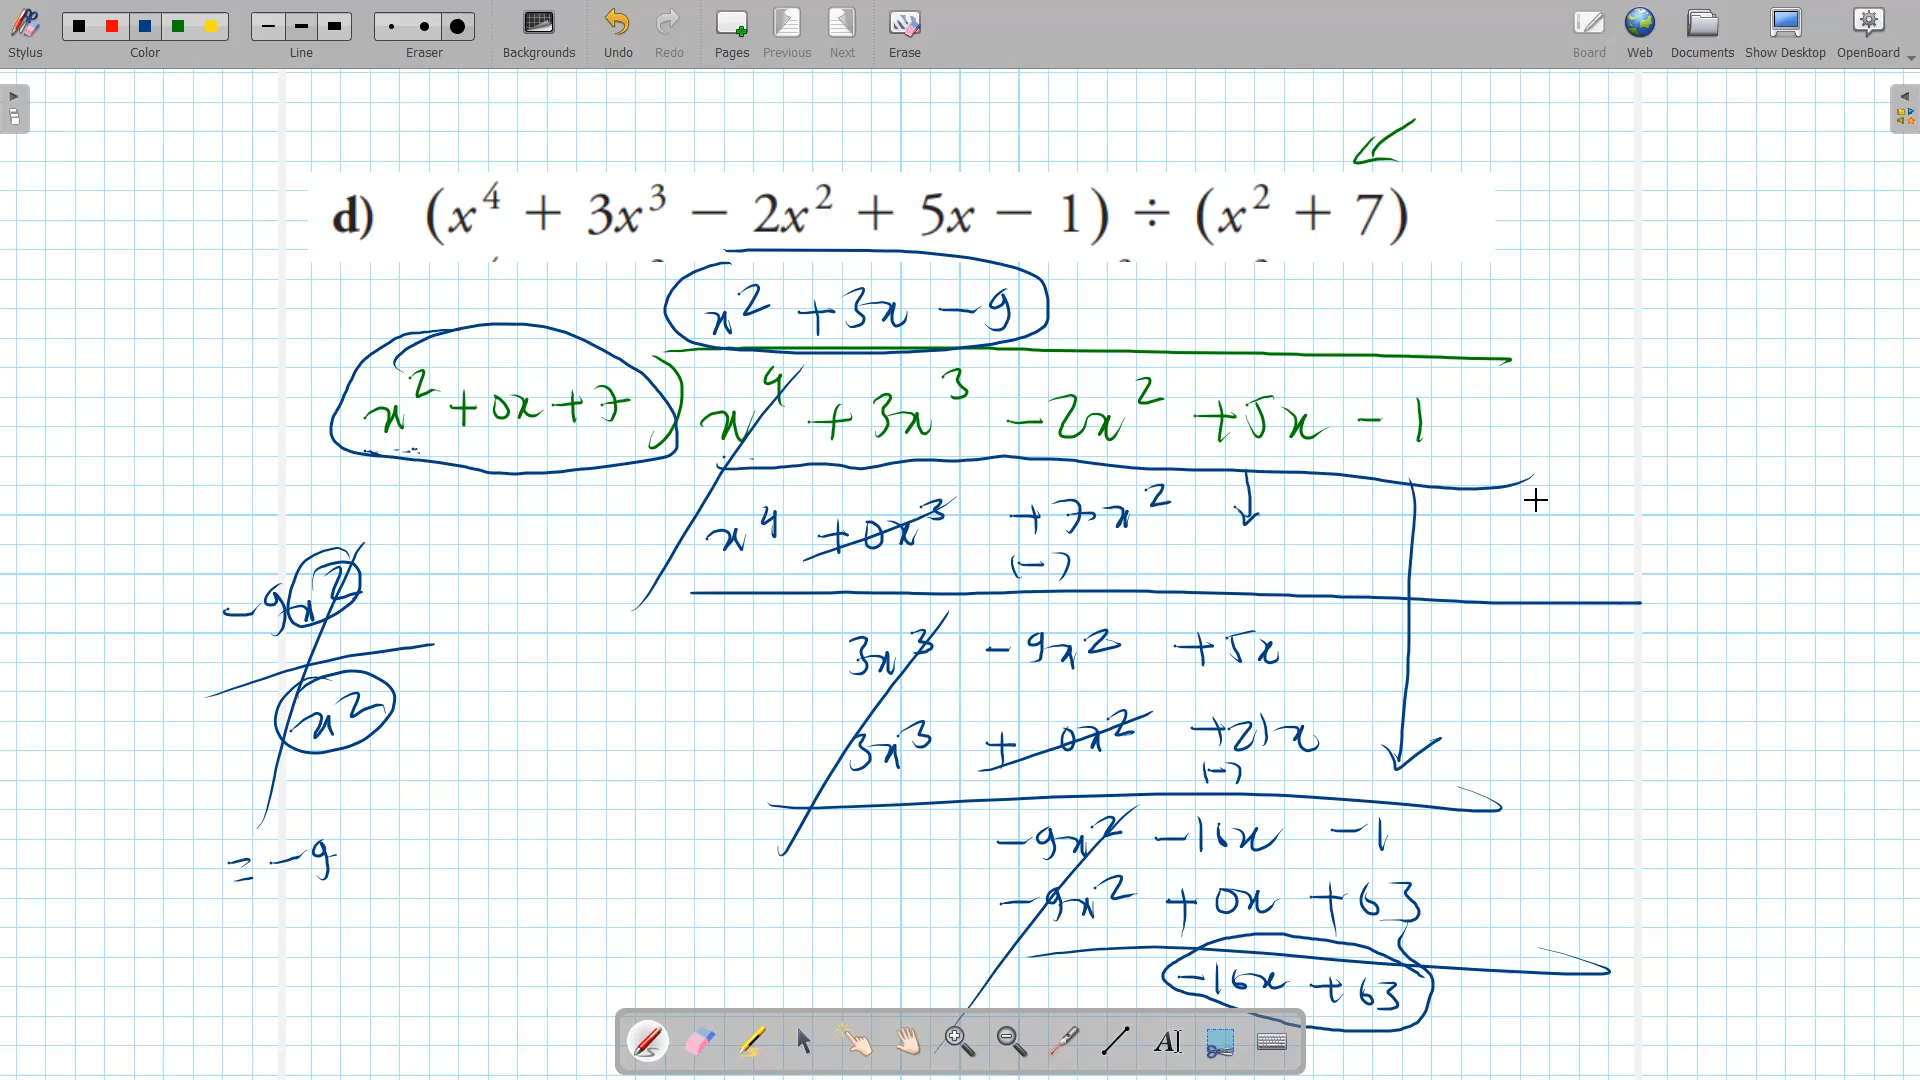 Stylus Color Line Eraser Backgrounds Undo Redo Pages Previous Next Erase Board Web Documents Show Desktop OpenBoard
d) (x⁴ + 3x³ − 2x² + 5x − 1) ÷ (x² + 7)
x² + 3x − 9
x² + 0x + 7 ) x⁴ + 3x³ − 2x² + 5x − 1
x⁴ + 0x³ + 7x²
(−)
3x³ − 9x² + 5x
3x³ + 0x² + 21x
(−)
−9x² − 16x − 1
−9x² + 0x + 63
−16x + 63
−9x²
x²
= −9
AI